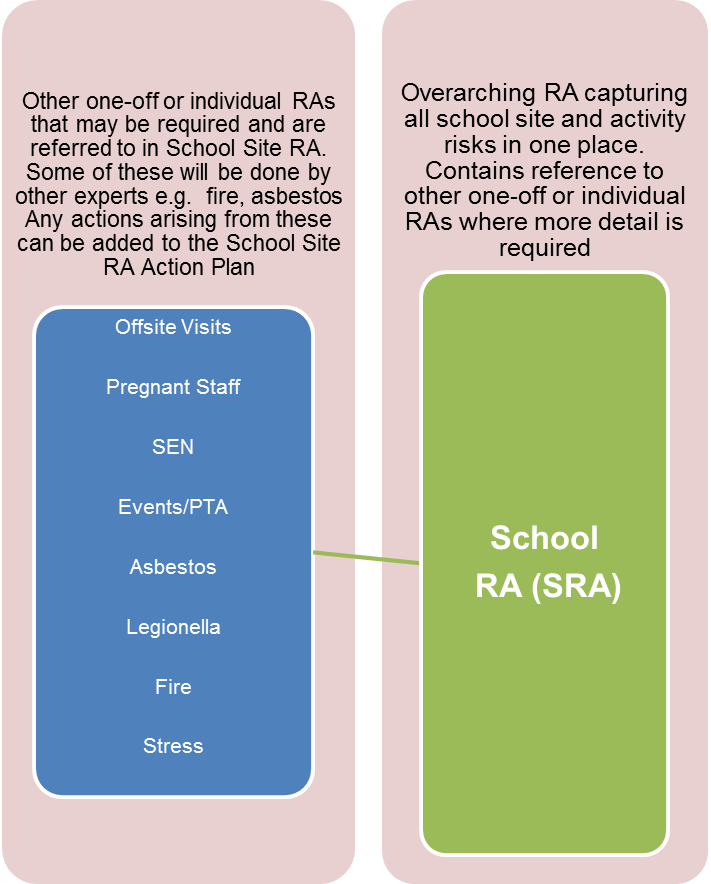 Other one-off or individual RAs
that may be required and are
referred to in School Site RA.
Some of these will be done by
other experts e.g. fire, asbestos
Any actions arising from these
can be added to the School Site
RA Action Plan
Offsite Visits
Pregnant Staff
SEN
Events/PTA
Asbestos
Legionella
Fire
Stress
Overarching RA capturing
all school site and activity
risks in one place.
Contains reference to
other one-off or individual
RAs where more detail is
required
School
RA (SRA)